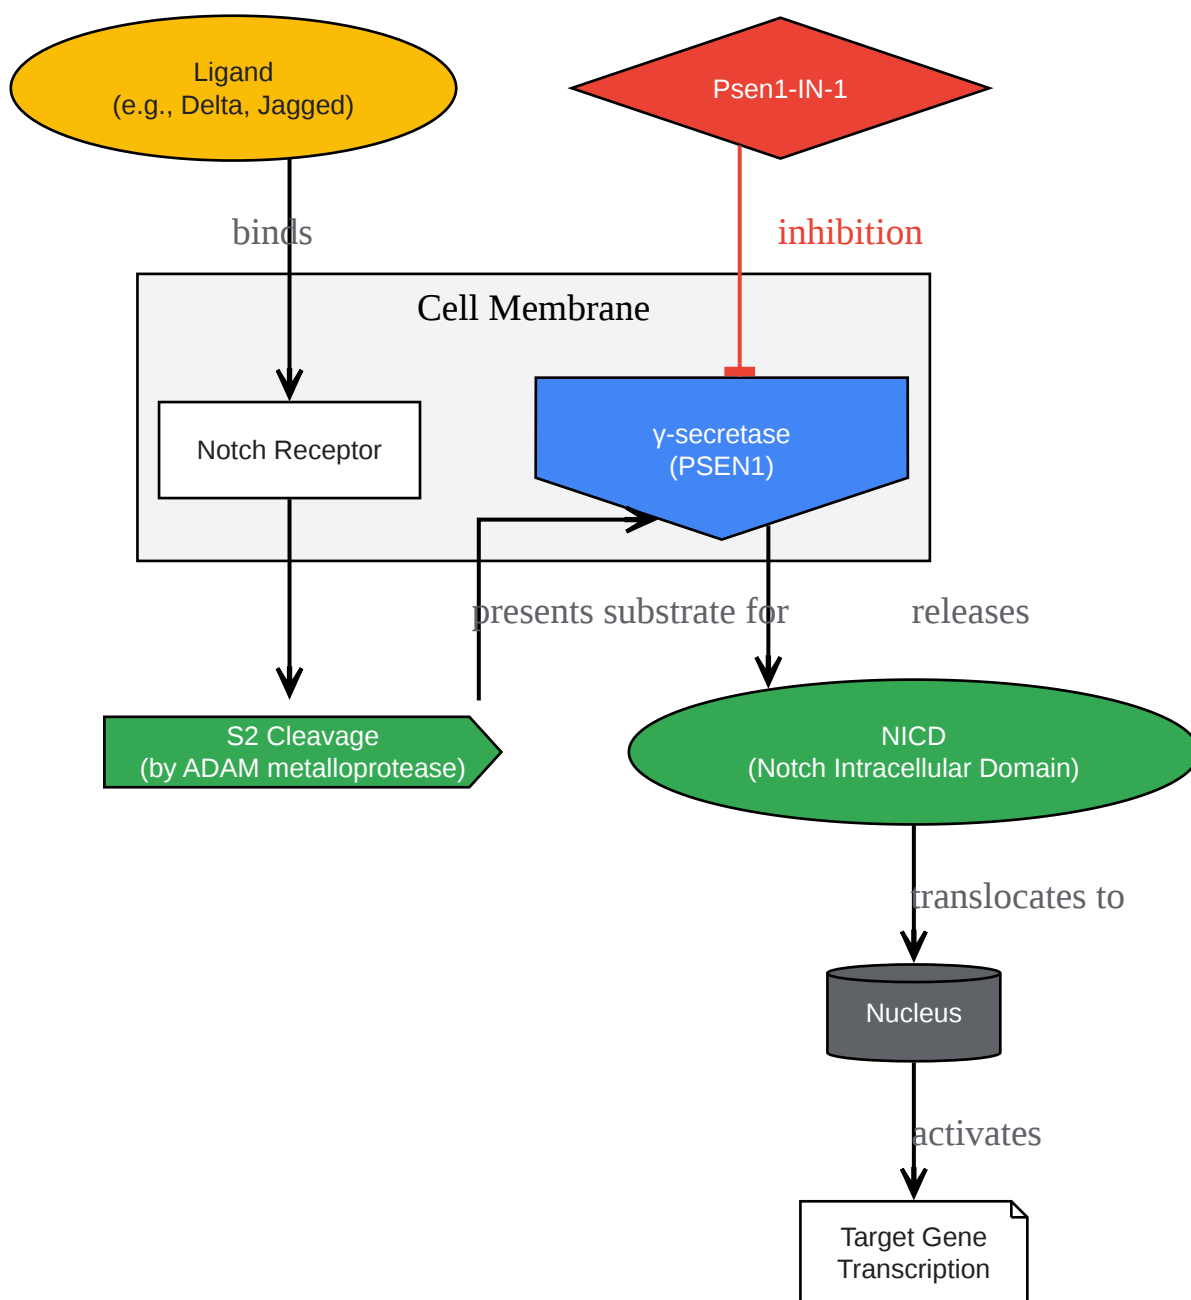 Ligand
(e.g., Delta, Jagged)
Psen1-IN-1
binds
inhibition
Cell Membrane
Notch Receptor
γ-secretase
(PSEN1)
presents substrate for
releases
S2 Cleavage
(by ADAM metalloprotease)
NICD
(Notch Intracellular Domain)
translocates to
Nucleus
activates
Target Gene
Transcription